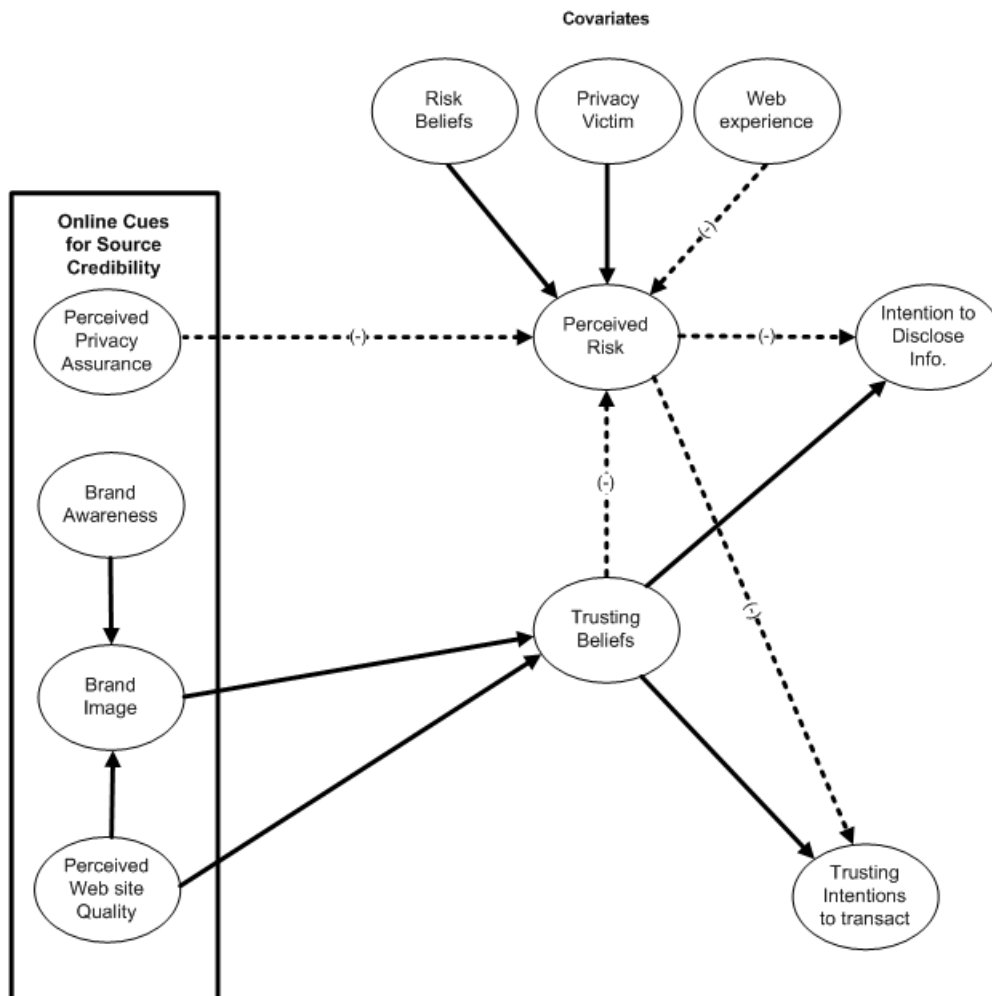 Covariates
Risk
Beliefs
Privacy
Victim
Web
experience
Online Cues
for Source
Credibility
(-)
Perceived
Privacy
Assurance
(-)
Perceived
Risk
(-)
Intention to
Disclose
Info.
Brand
Awareness
(-)
Trusting
Beliefs
(-)
Brand
Image
Perceived
Web site
Quality
Trusting
Intentions
to transact